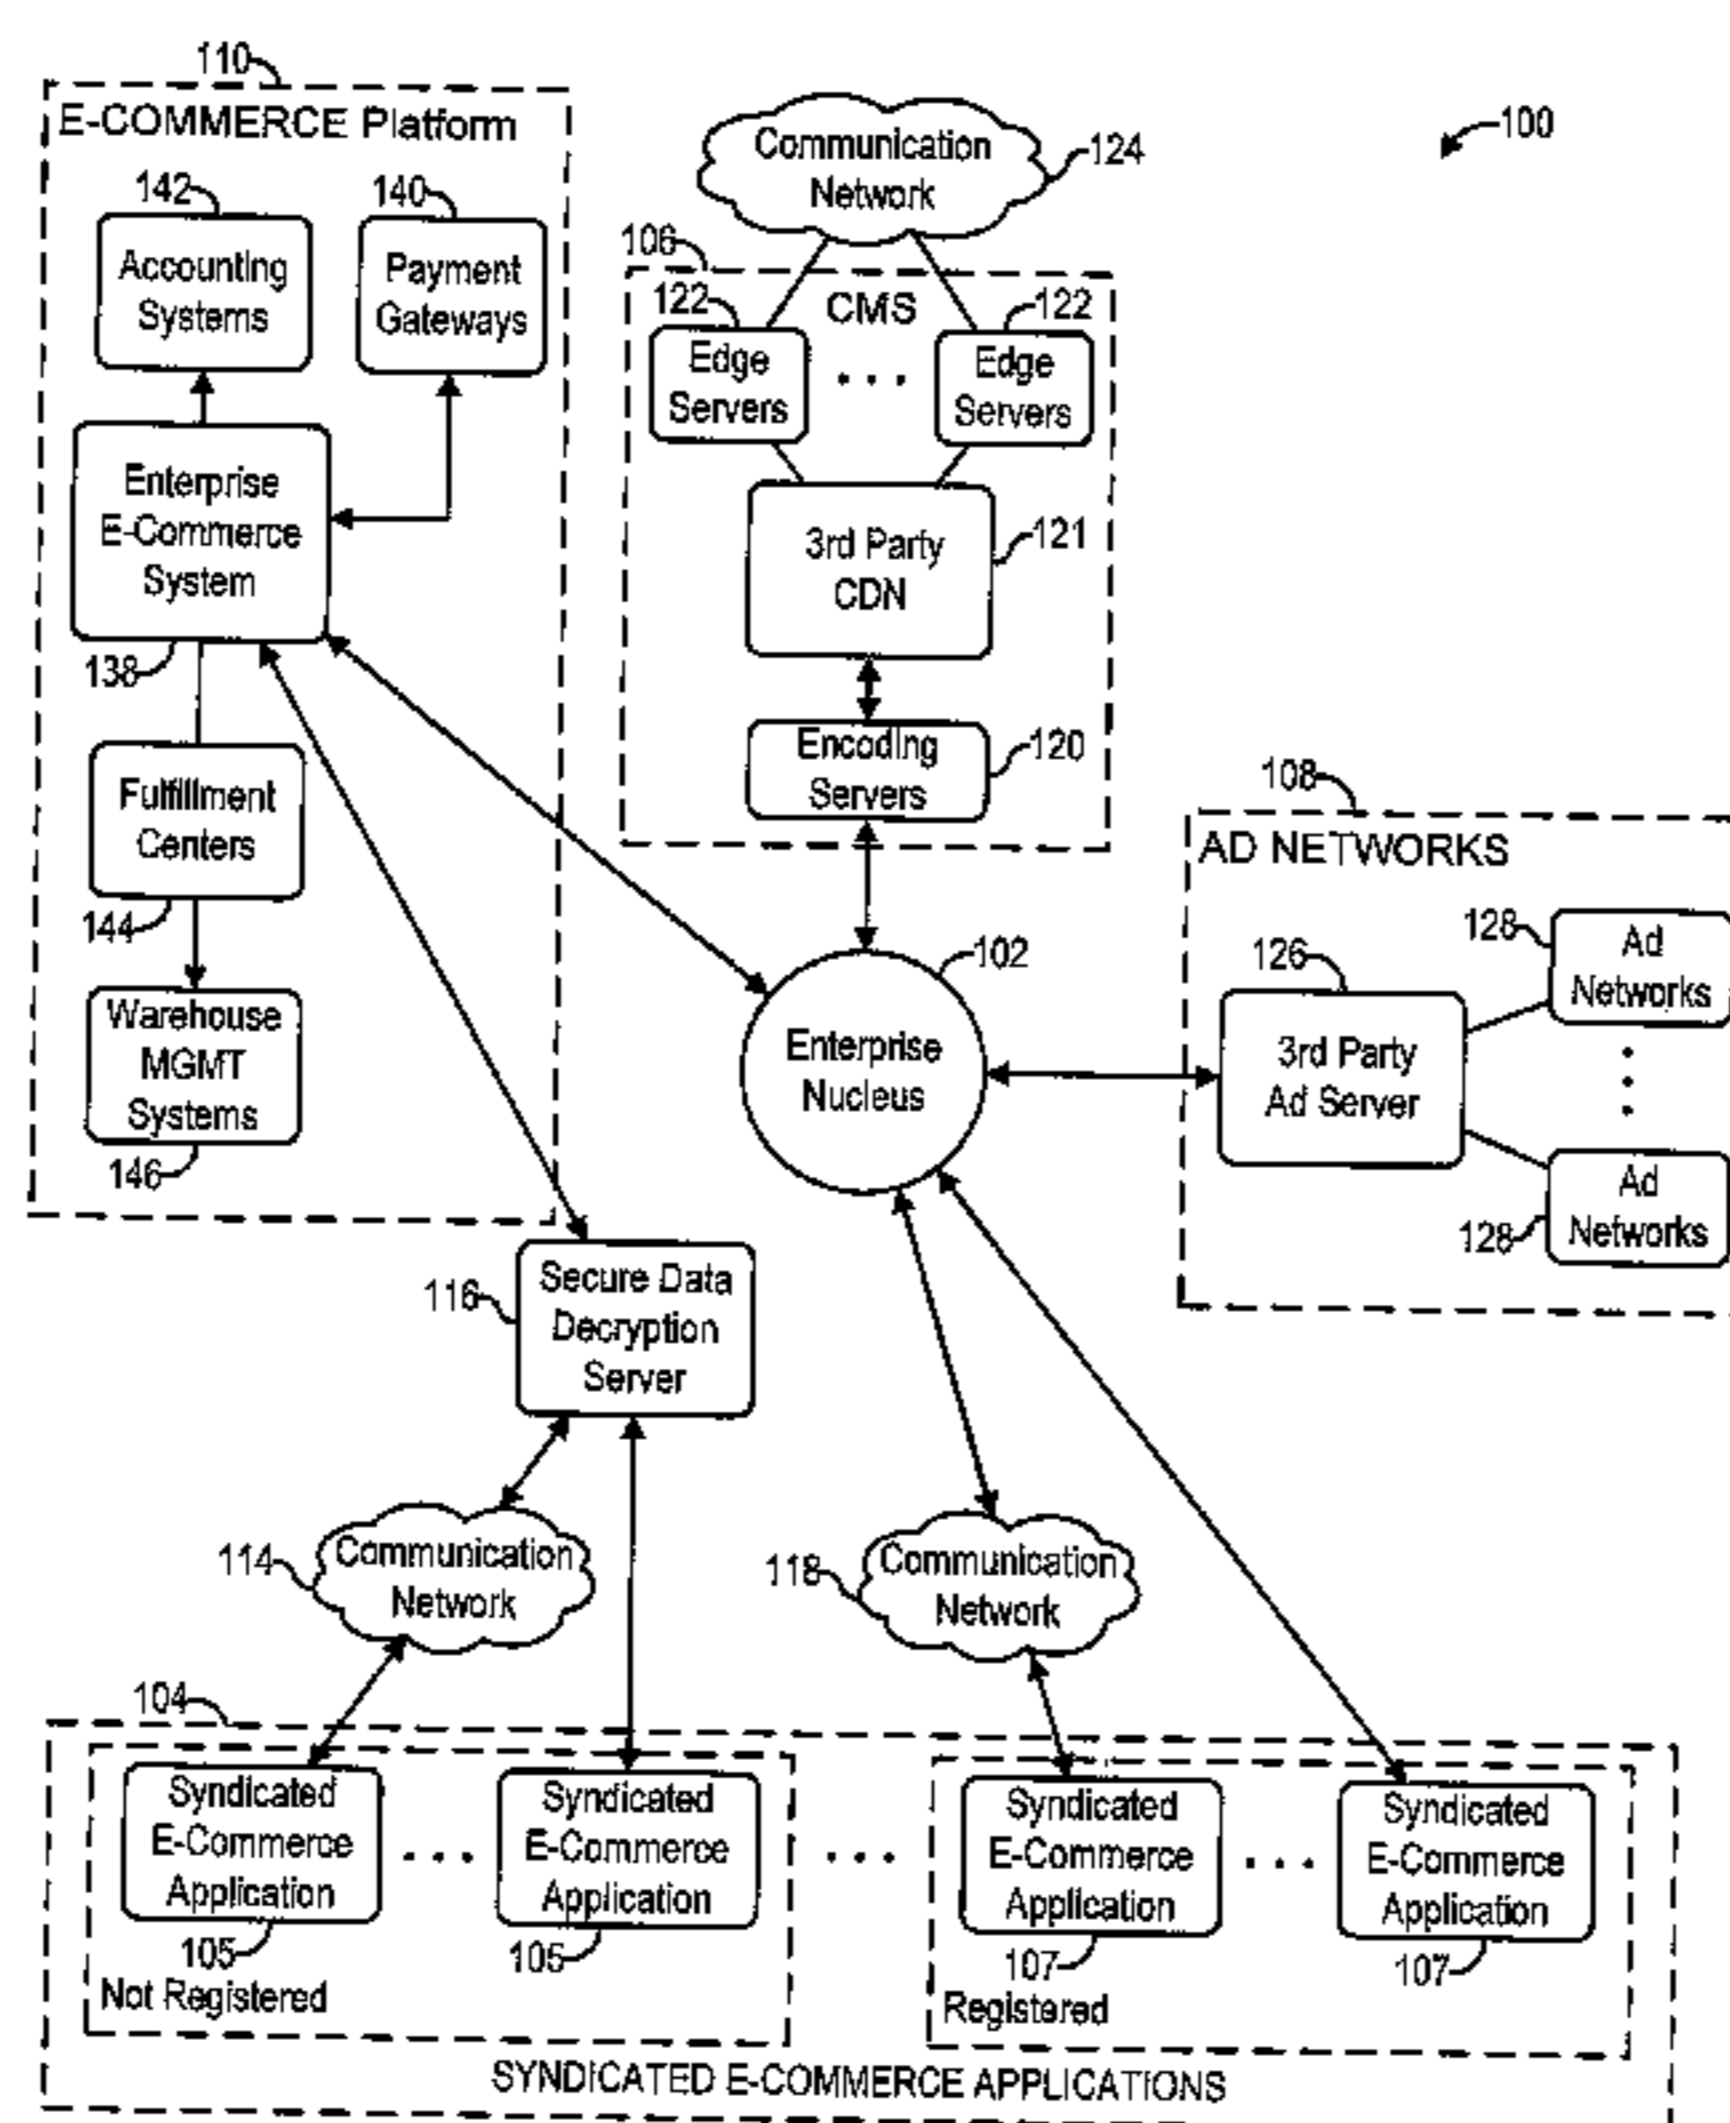 110
E-COMMERCE Platform
142
140
Accounting
Systems
Payment
Gateways
Enterprise
E-Commerce
System
138
Fulfillment
Centers
144
Warehouse
MGMT
Systems
146
Communication
Network
124
100
106
CMS
122
122
Edge
Servers
Edge
Servers
3rd Party
CDN
121
Encoding
Servers
120
108
AD NETWORKS
128
Ad
Networks
126
3rd Party
Ad Server
Ad
Networks
128
102
Enterprise
Nucleus
116
Secure Data
Decryption
Server
114
Communication
Network
118
Communication
Network
104
Syndicated
E-Commerce
Application
105
Syndicated
E-Commerce
Application
105
Not Registered
Syndicated
E-Commerce
Application
107
Syndicated
E-Commerce
Application
107
Registered
SYNDICATED E-COMMERCE APPLICATIONS